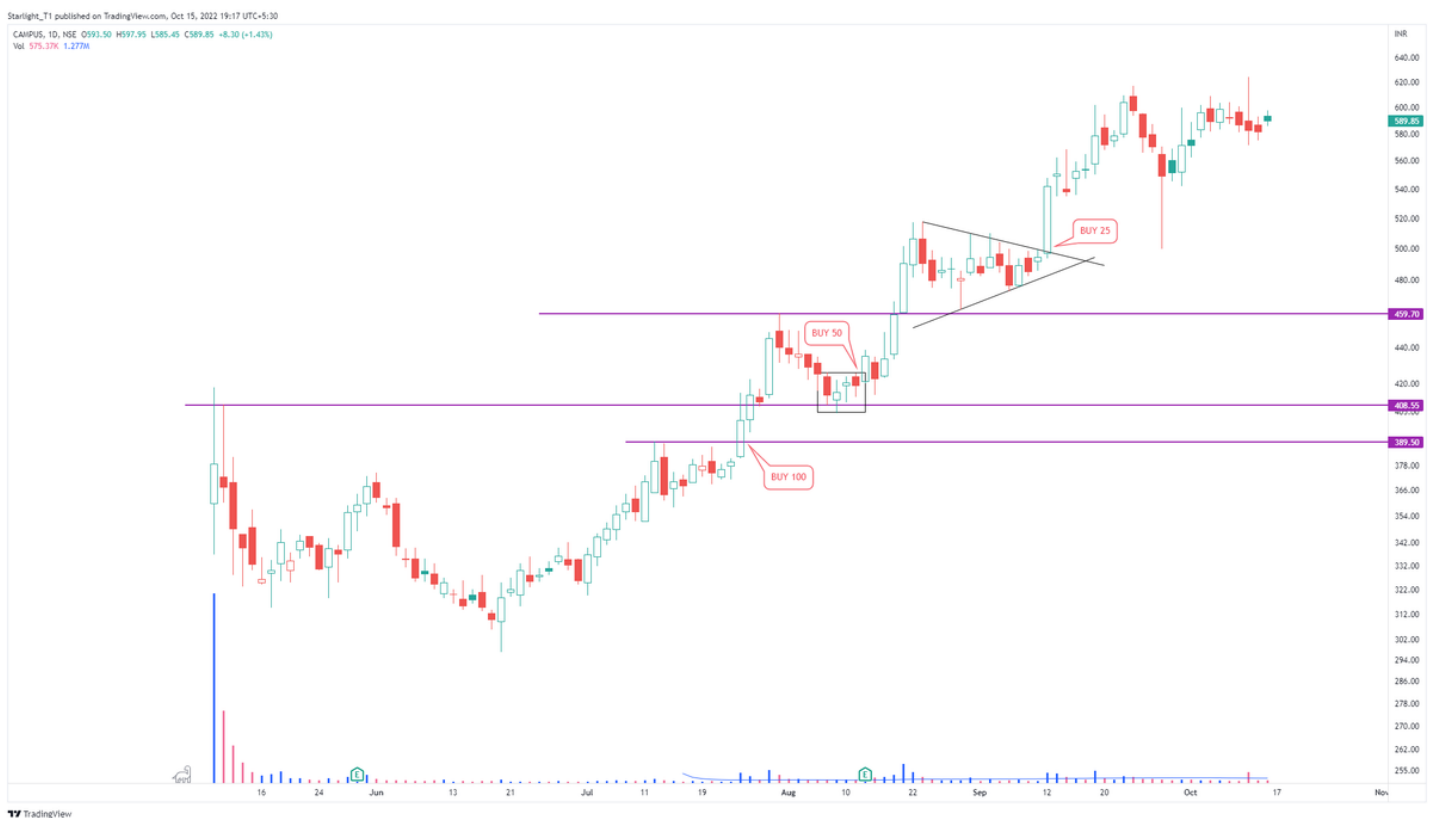 Starlight_T1 published on TradingView.com, Oct 15, 2022 19:17 UTC+5:30
CAMPUS, 1D, NSE O593.50 H597.95 L585.45 C589.85 +8.30 (+1.43%)
Vol 575.37K 1.277M
INR
640.00
620.00
600.00
589.85
580.00
560.00
540.00
520.00
BUY 25
500.00
480.00
459.70
BUY 50
440.00
420.00
408.55
389.50
BUY 100
378.00
366.00
354.00
342.00
332.00
322.00
312.00
302.00
294.00
286.00
278.00
270.00
262.00
E E
255.00
16 24 Jun 13 21 Jul 11 19 Aug 10 22 Sep 12 20 Oct 17
TradingView